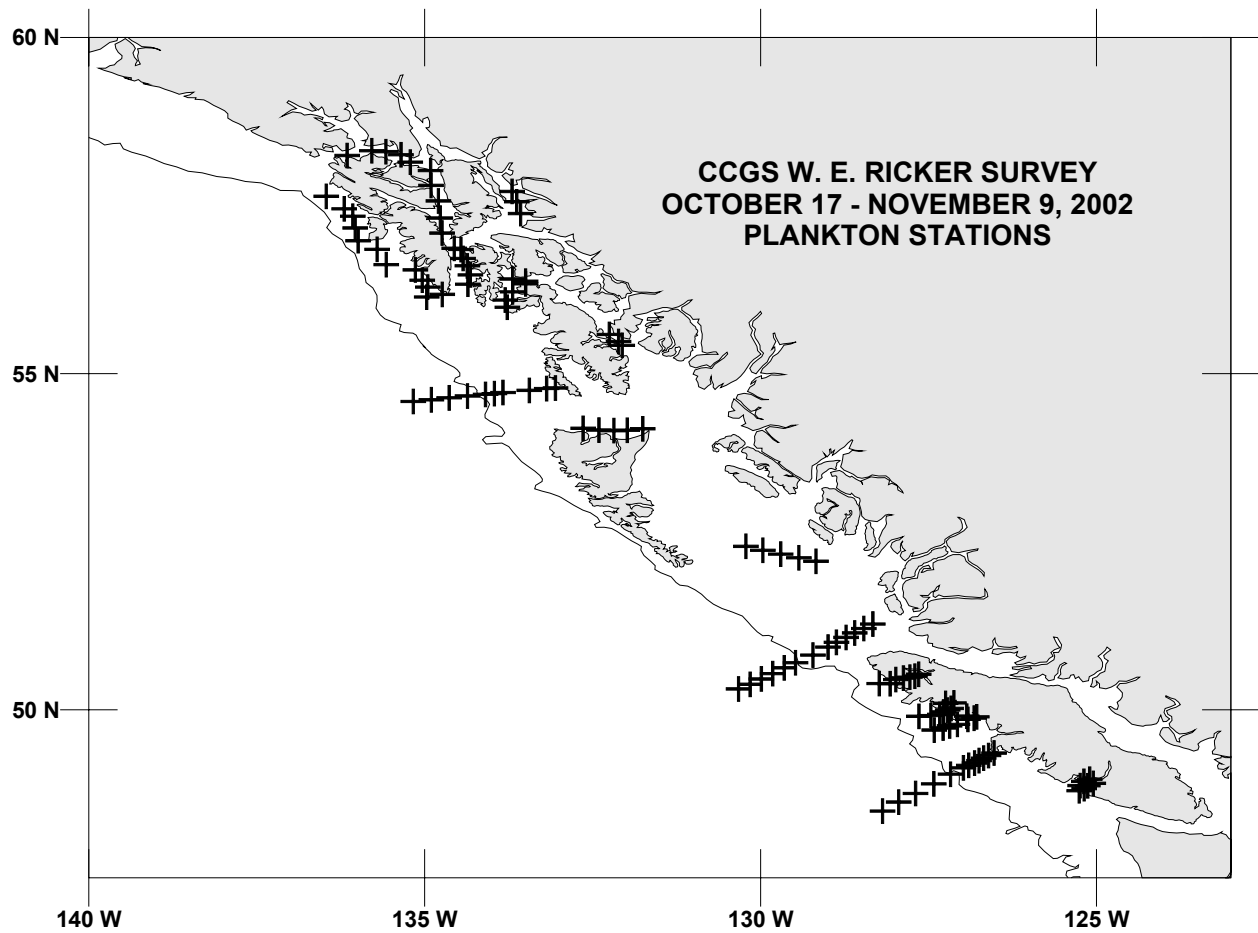 60 N
CCGS W. E. RICKER SURVEY
OCTOBER 17 - NOVEMBER 9, 2002
PLANKTON STATIONS
55 N
50 N
140 W
135 W
130 W
125 W